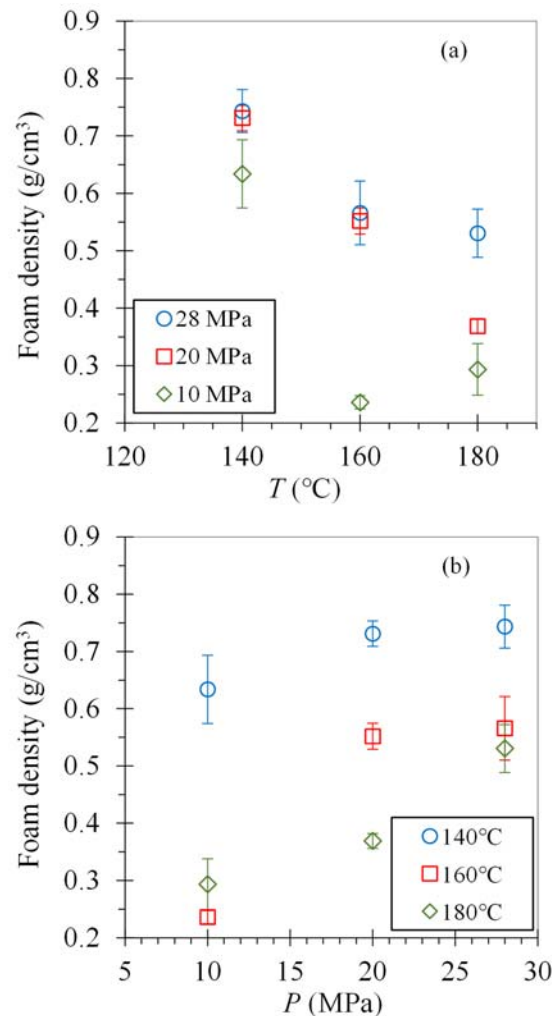 (a)
Foam density (g/cm³)
0.9
0.8
0.7
0.6
0.5
0.4
0.3
0.2
28 MPa
20 MPa
10 MPa
120 140 160 180
T (°C)
(b)
Foam density (g/cm³)
0.9
0.8
0.7
0.6
0.5
0.4
0.3
0.2
140°C
160°C
180°C
5 10 15 20 25 30
P (MPa)